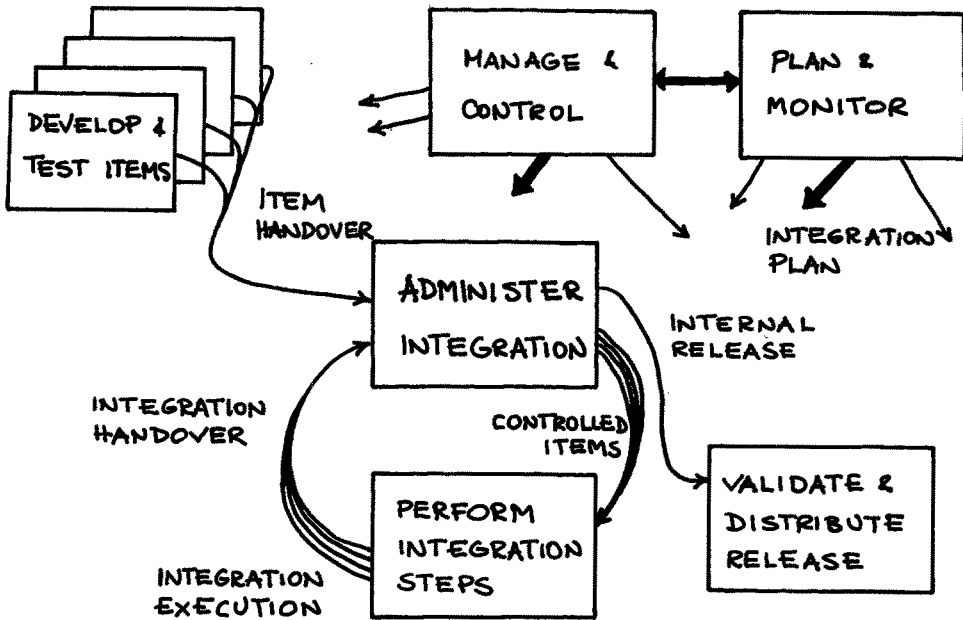 DEVELOP &
TEST ITEMS
MANAGE &
CONTROL
PLAN &
MONITOR
ITEM
HANDOVER
INTEGRATION
PLAN
ADMINISTER
INTEGRATION
INTERNAL
RELEASE
INTEGRATION
HANDOVER
CONTROLLED
ITEMS
PERFORM
INTEGRATION
STEPS
VALIDATE &
DISTRIBUTE
RELEASE
INTEGRATION
EXECUTION